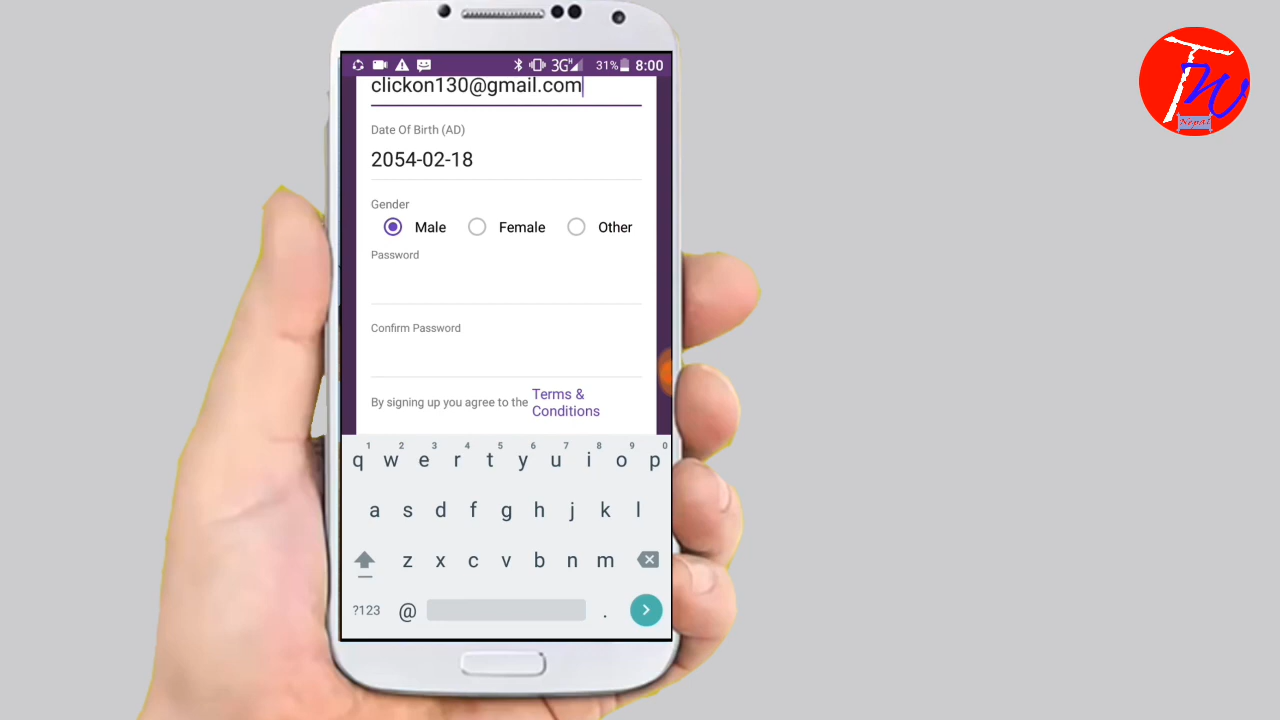 31% 8:00
3G H
clickon130@gmail.com
Date Of Birth (AD)
2054-02-18
Gender
Male Female Other
Password
Confirm Password
By signing up you agree to the Terms &
Conditions
1 2 3 4 5 6 7 8 9 0
q w e r t y u i o p
a s d f g h j k l
z x c v b n m
?123 @ .
TW
Nepal